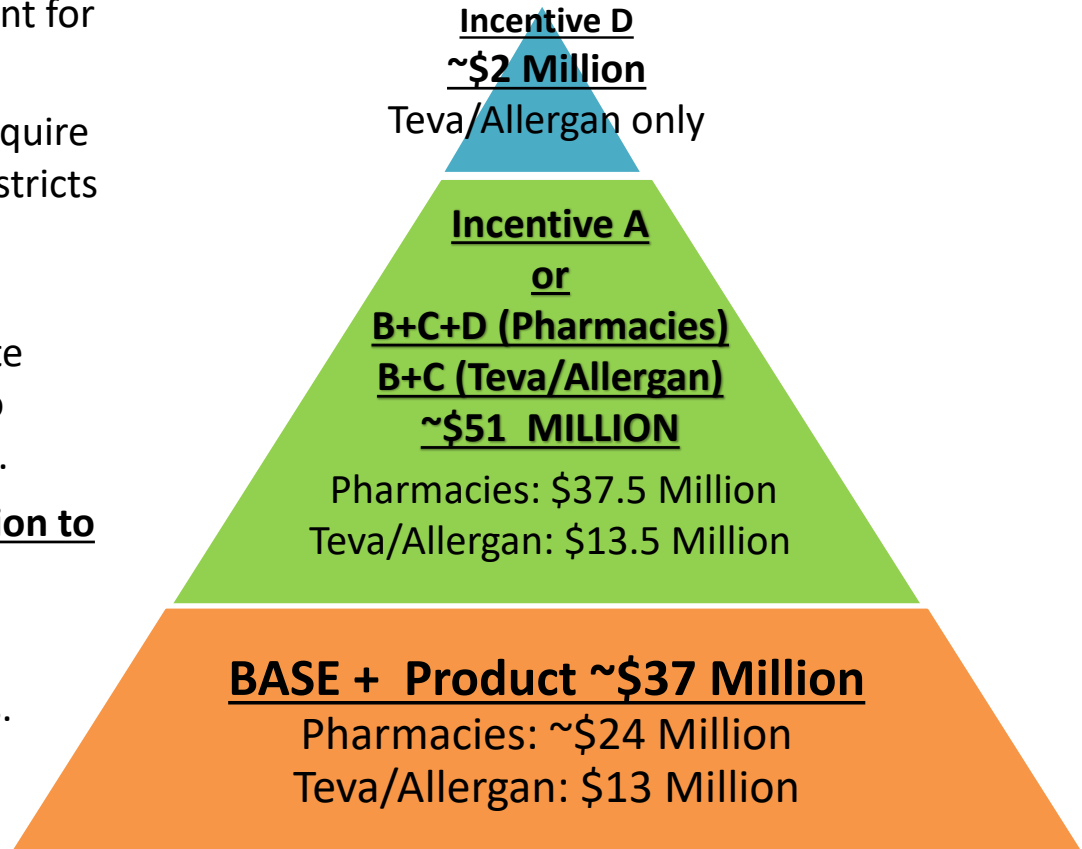 nt for
quire
stricts
te
.
ion to
.
Incentive D
~$2 Million
Teva/Allergan only
Incentive A
or
B+C+D (Pharmacies)
B+C (Teva/Allergan)
~$51 MILLION
Pharmacies: $37.5 Million
Teva/Allergan: $13.5 Million
BASE + Product ~$37 Million
Pharmacies: ~$24 Million
Teva/Allergan: $13 Million